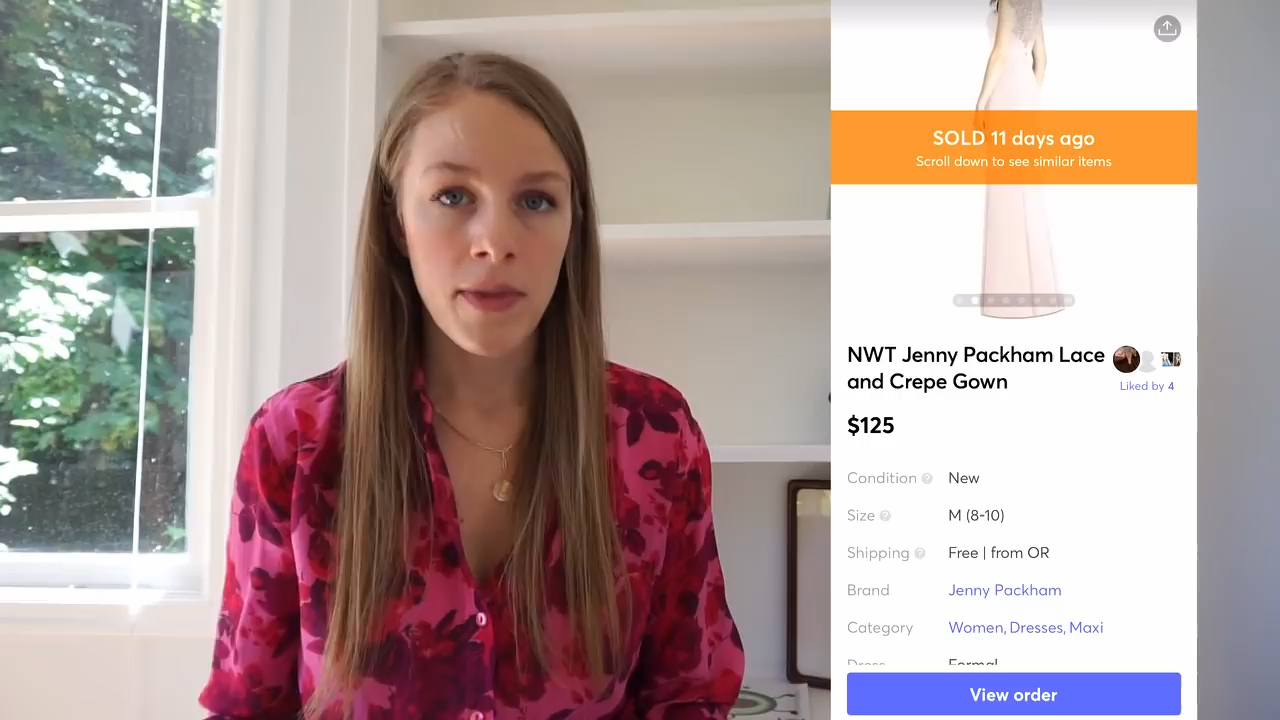 SOLD 11 days ago
Scroll down to see similar items
NWT Jenny Packham Lace
and Crepe Gown
Liked by 4
$125
Condition ? New
Size ? M (8-10)
Shipping ? Free | from OR
Brand Jenny Packham
Category Women, Dresses, Maxi
Dress Formal
View order